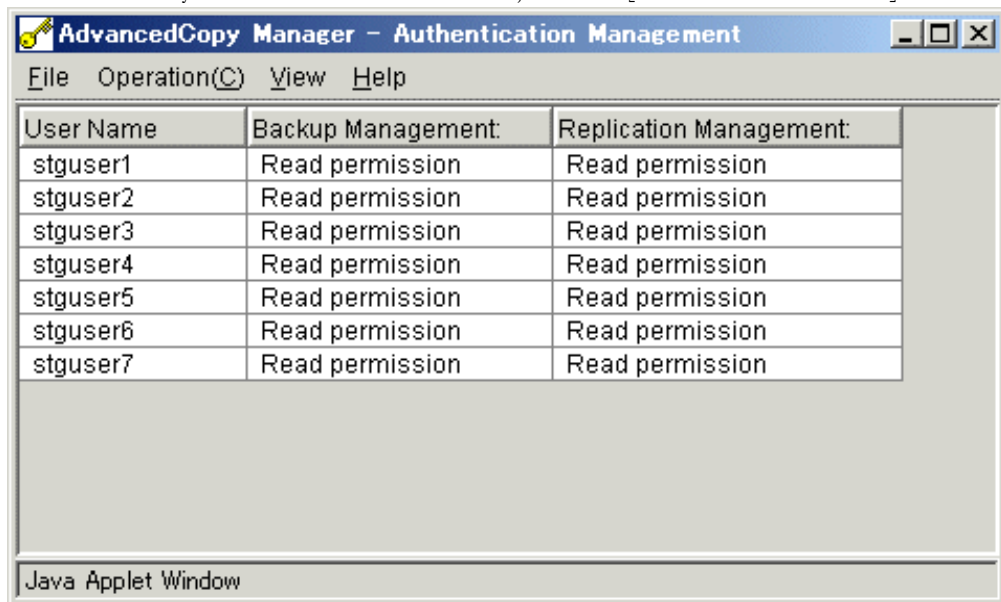 AdvancedCopy Manager - Authentication Management
File Operation(C) View Help
User Name Backup Management: Replication Management:
stguser1 Read permission Read permission
stguser2 Read permission Read permission
stguser3 Read permission Read permission
stguser4 Read permission Read permission
stguser5 Read permission Read permission
stguser6 Read permission Read permission
stguser7 Read permission Read permission
Java Applet Window